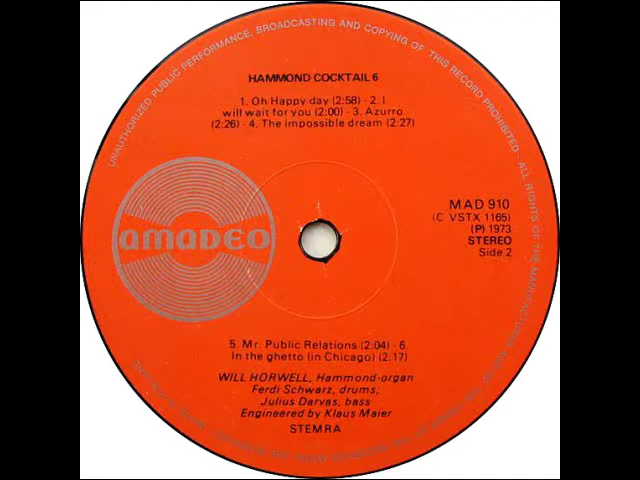 UNAUTHORIZED PUBLIC PERFORMANCE, BROADCASTING AND COPYING OF THIS RECORD PROHIBITED · ALL RIGHTS OF THE MANUFACTURER
HAMMOND COCKTAIL 6
1. Oh Happy day (2:58) - 2. I
will wait for you (2:00) - 3. Azurro
(2:26) - 4. The impossible dream (2:27)
amadeo
MAD 910
(C VSTX 1165)
(P) 1973
STEREO
Side 2
5. Mr. Public Relations (2:04) - 6.
In the ghetto (in Chicago) (2:17)
WILL HORWELL, Hammond-organ
Ferdi Schwarz, drums;
Julius Darvas, bass
Engineered by Klaus Maier
STEMRA